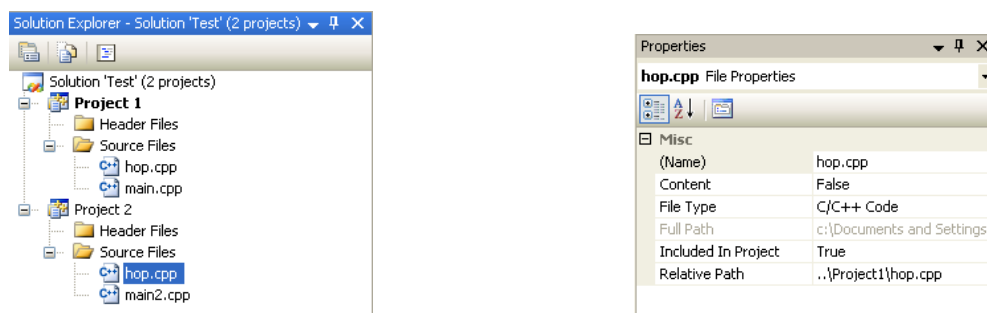 Solution Explorer - Solution 'Test' (2 projects)
Solution 'Test' (2 projects)
Project 1
Header Files
Source Files
hop.cpp
main.cpp
Project 2
Header Files
Source Files
hop.cpp
main2.cpp
Properties
hop.cpp File Properties
Misc
(Name) hop.cpp
Content False
File Type C/C++ Code
Full Path c:\Documents and Settings
Included In Project True
Relative Path ..\Project1\hop.cpp